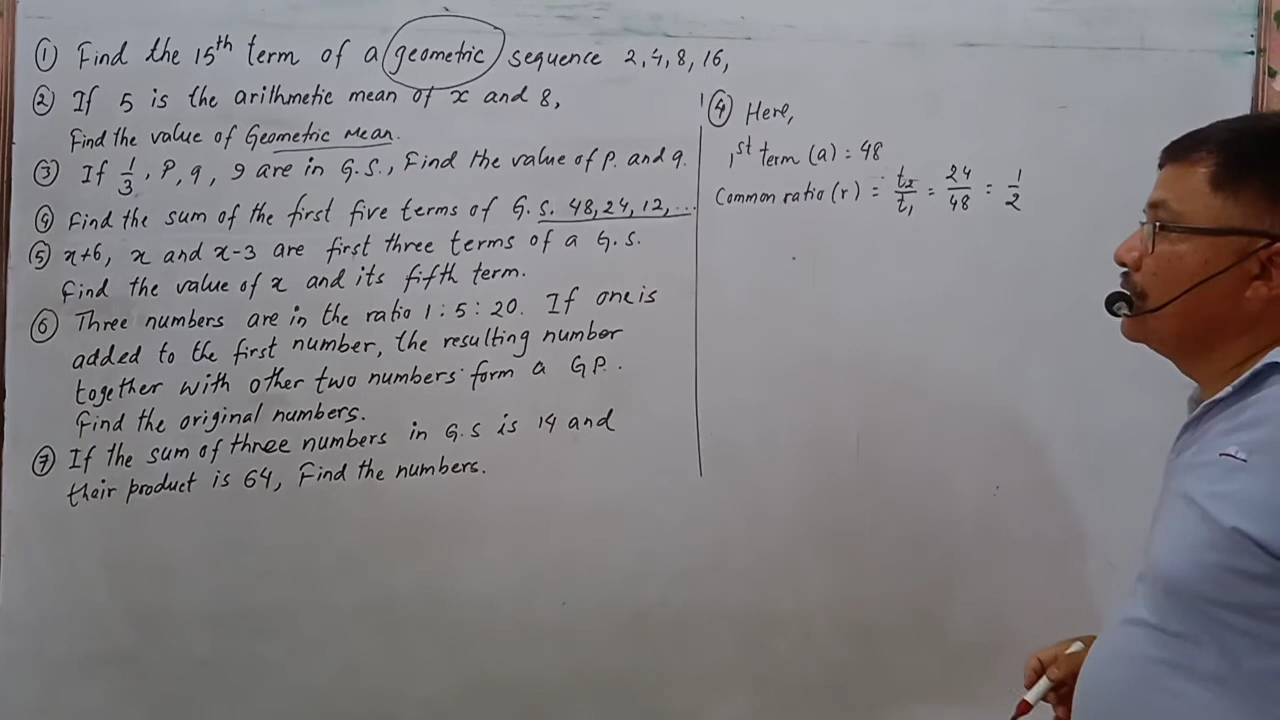 ① Find the 15th term of a geometric sequence 2, 4, 8, 16,
② If 5 is the arithmetic mean of x and 8,
Find the value of Geometric Mean.
③ If 1/3, P, q, 9 are in G.S., Find the value of P. and q.
④ Find the sum of the first five terms of G.S. 48, 24, 12, ...
⑤ x+6, x and x-3 are first three terms of a G.S.
Find the value of x and its fifth term.
⑥ Three numbers are in the ratio 1 : 5 : 20. If one is
added to the first number, the resulting number
together with other two numbers form a GP.
Find the original numbers.
⑦ If the sum of three numbers in G.S is 14 and
their product is 64, Find the numbers.
④ Here,
1st term (a) = 48
Common ratio (r) = t2/t1 = 24/48 = 1/2